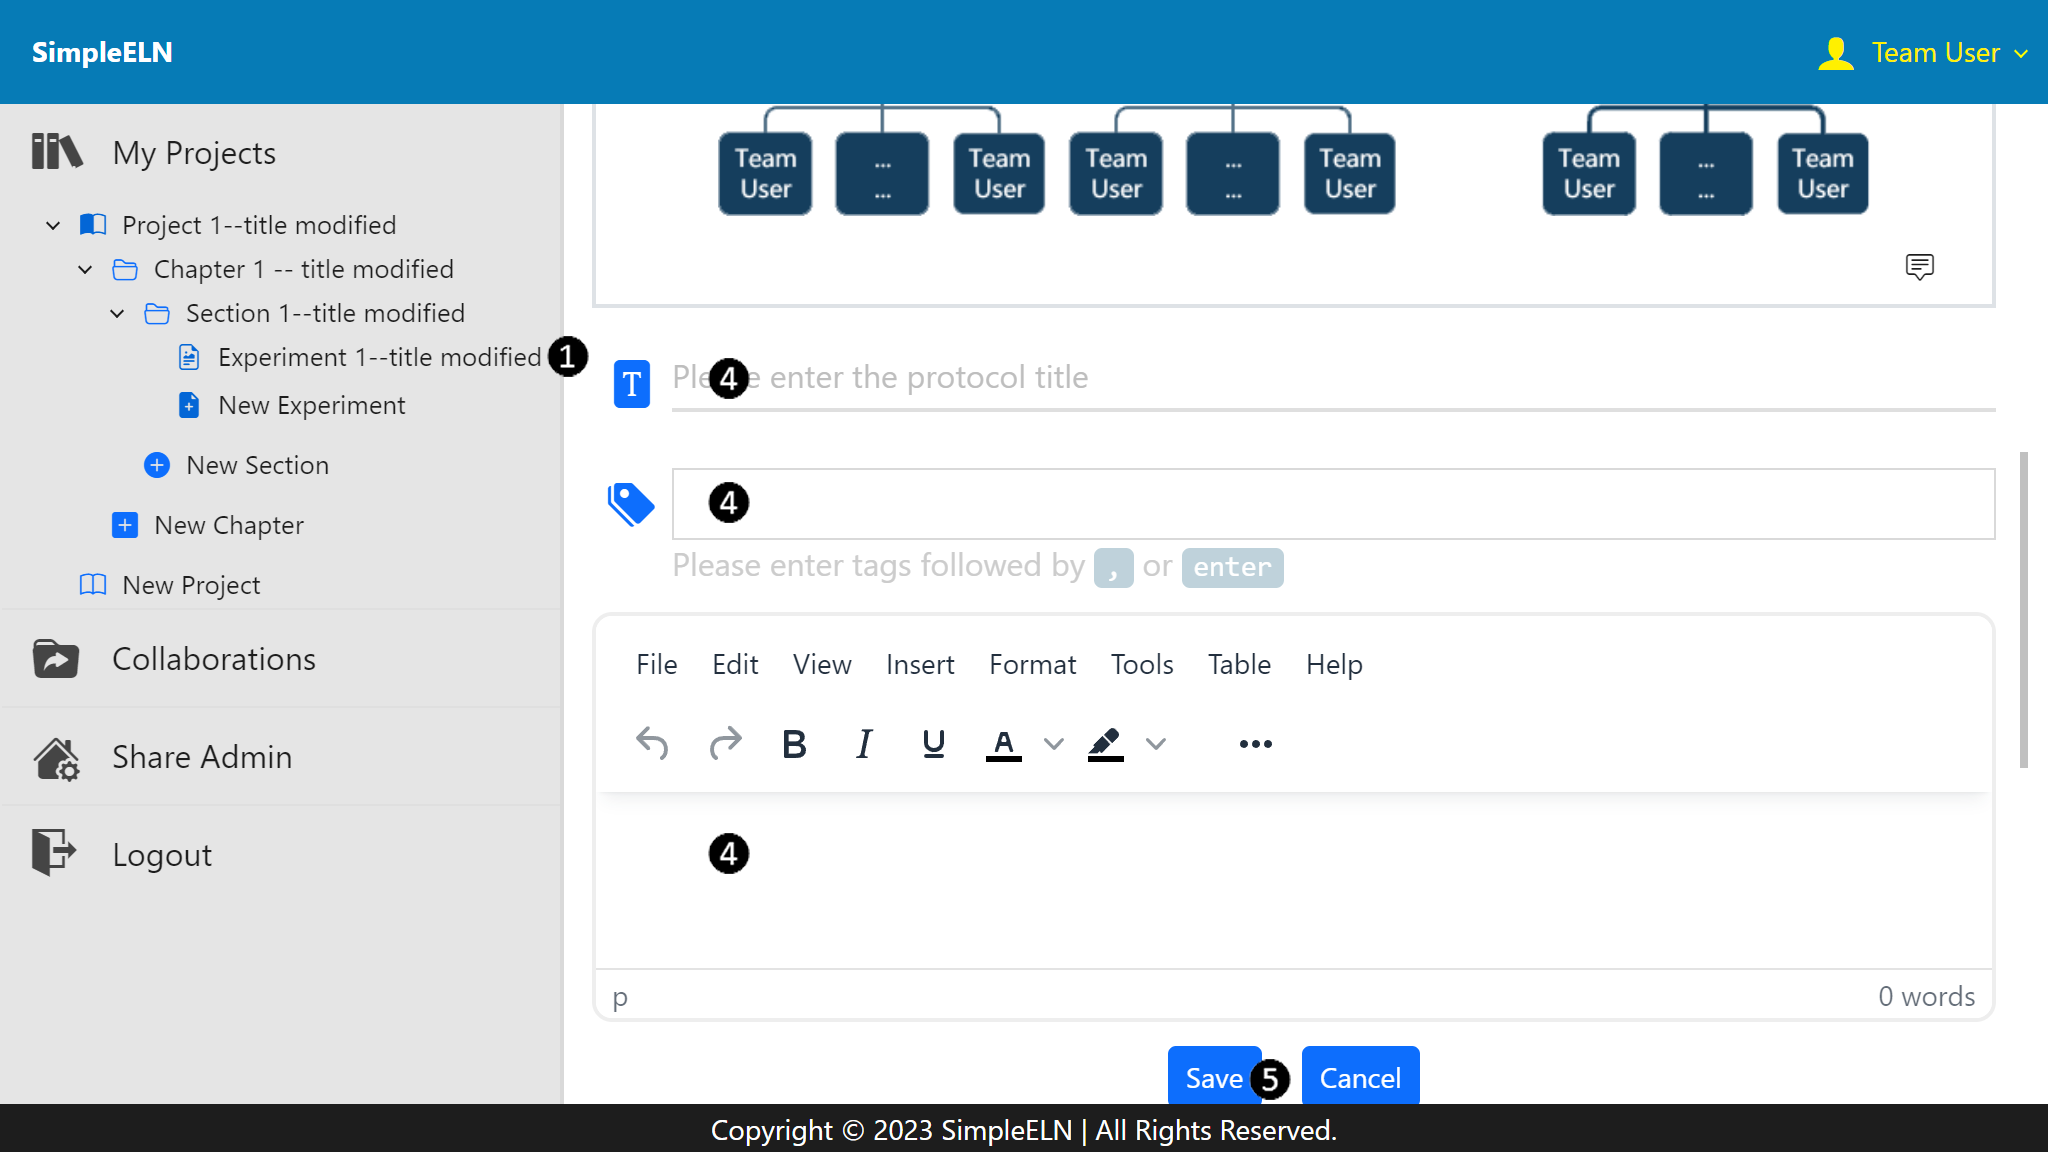 SimpleELN
Team User
My Projects
Project 1--title modified
Chapter 1 -- title modified
Section 1--title modified
Experiment 1--title modified 1
New Experiment
New Section
New Chapter
New Project
Collaborations
Share Admin
Logout
Team User
... ...
Team User
Team User
... ...
Team User
Team User
... ...
Team User
T
4 enter the protocol title
4
Please enter tags followed by , or enter
File Edit View Insert Format Tools Table Help
B I U A
4
p 0 words
Save 5 Cancel
Copyright © 2023 SimpleELN | All Rights Reserved.